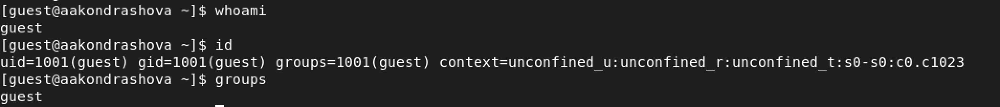 [guest@aakondrashova ~]$ whoami
guest
[guest@aakondrashova ~]$ id
uid=1001(guest) gid=1001(guest) groups=1001(guest) context=unconfined_u:unconfined_r:unconfined_t:s0-s0:c0.c1023
[guest@aakondrashova ~]$ groups
guest